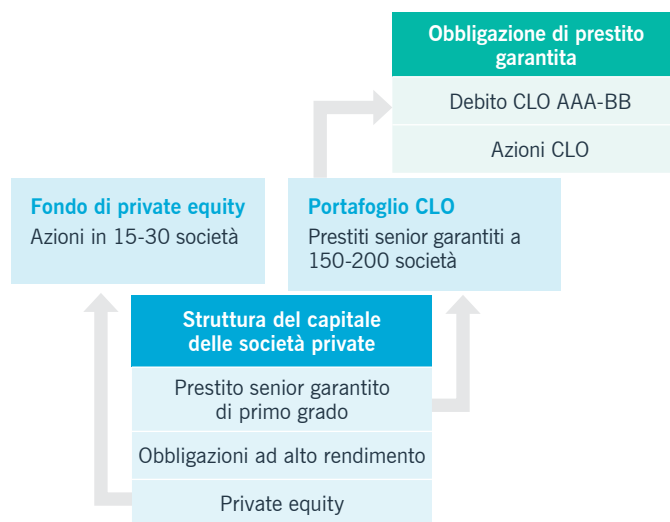 Obbligazione di prestito
garantita
Debito CLO AAA-BB
Azioni CLO
Fondo di private equity
Azioni in 15-30 società
Portafoglio CLO
Prestiti senior garantiti a
150-200 società
Struttura del capitale
delle società private
Prestito senior garantito
di primo grado
Obbligazioni ad alto rendimento
Private equity